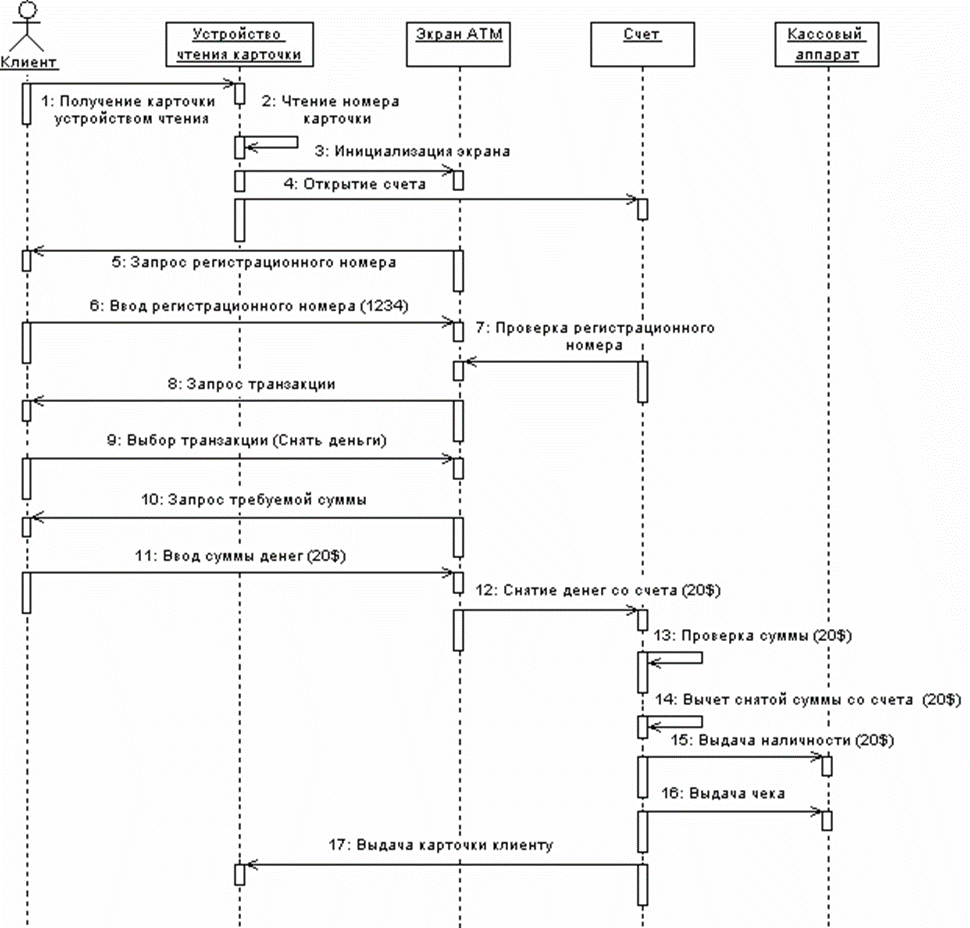 Клиент
Устройство
чтения карточки
Экран АТМ
Счет
Кассовый
аппарат
1: Получение карточки
устройством чтения
2: Чтение номера
карточки
3: Инициализация экрана
4: Открытие счета
5: Запрос регистрационного номера
6: Ввод регистрационного номера (1234)
7: Проверка регистрационного
номера
8: Запрос транзакции
9: Выбор транзакции (Снять деньги)
10: Запрос требуемой суммы
11: Ввод суммы денег (20$)
12: Снятие денег со счета (20$)
13: Проверка суммы (20$)
14: Вычет снятой суммы со счета (20$)
15: Выдача наличности (20$)
16: Выдача чека
17: Выдача карточки клиенту